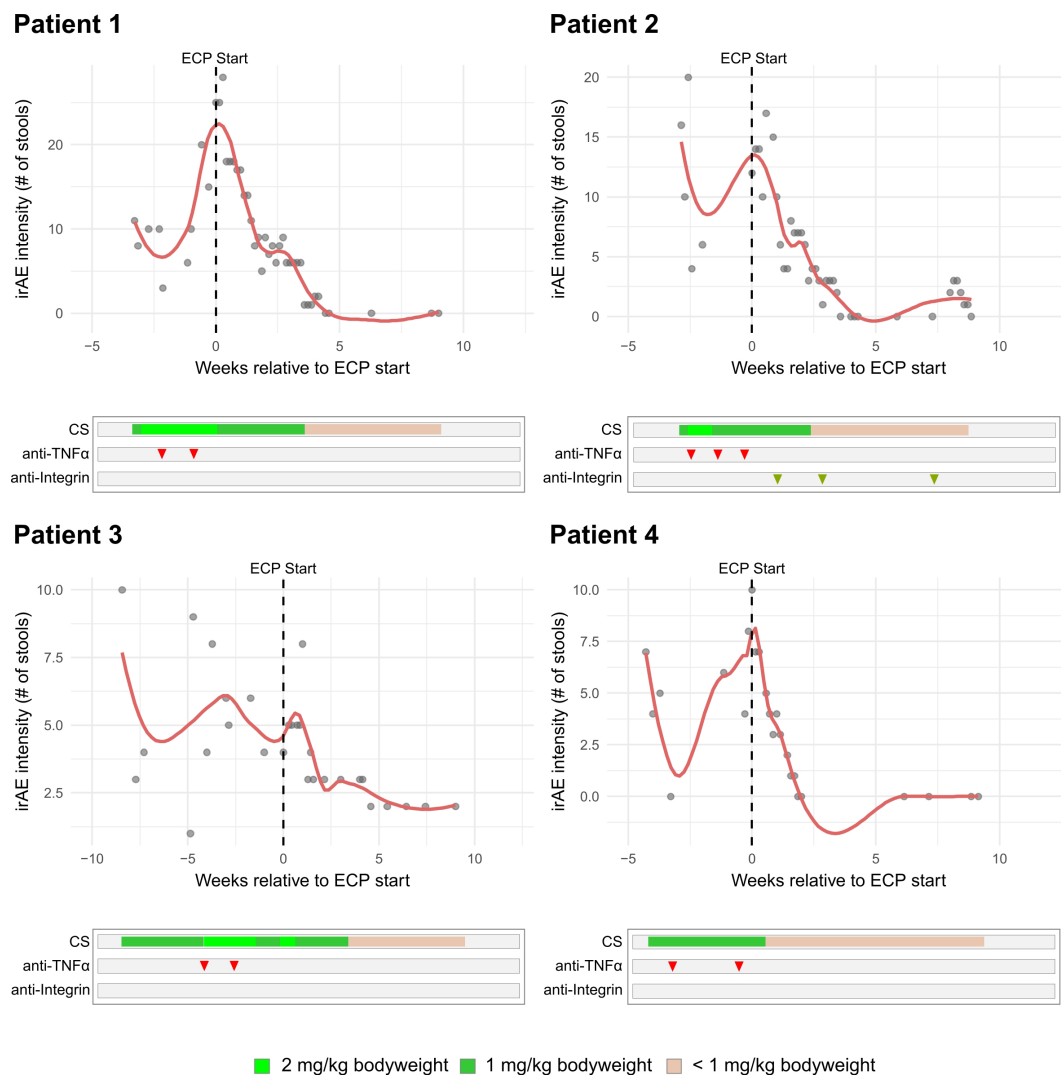 Patient 1
ECP Start
irAE intensity (# of stools)
20
10
0
−5
0
5
10
Weeks relative to ECP start
CS
anti-TNFα
anti-Integrin
Patient 2
ECP Start
irAE intensity (# of stools)
20
15
10
5
0
−5
0
5
10
Weeks relative to ECP start
CS
anti-TNFα
anti-Integrin
Patient 3
ECP Start
irAE intensity (# of stools)
10.0
7.5
5.0
2.5
−10
−5
0
5
10
Weeks relative to ECP start
CS
anti-TNFα
anti-Integrin
Patient 4
ECP Start
irAE intensity (# of stools)
10.0
7.5
5.0
2.5
0.0
−5
0
5
10
Weeks relative to ECP start
CS
anti-TNFα
anti-Integrin
2 mg/kg bodyweight
1 mg/kg bodyweight
< 1 mg/kg bodyweight